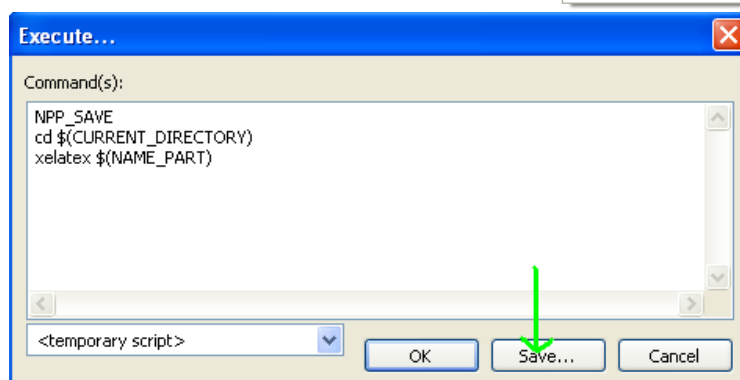 Execute...
Command(s):
NPP_SAVE
cd $(CURRENT_DIRECTORY)
xelatex $(NAME_PART)
<temporary script>
OK
Save...
Cancel